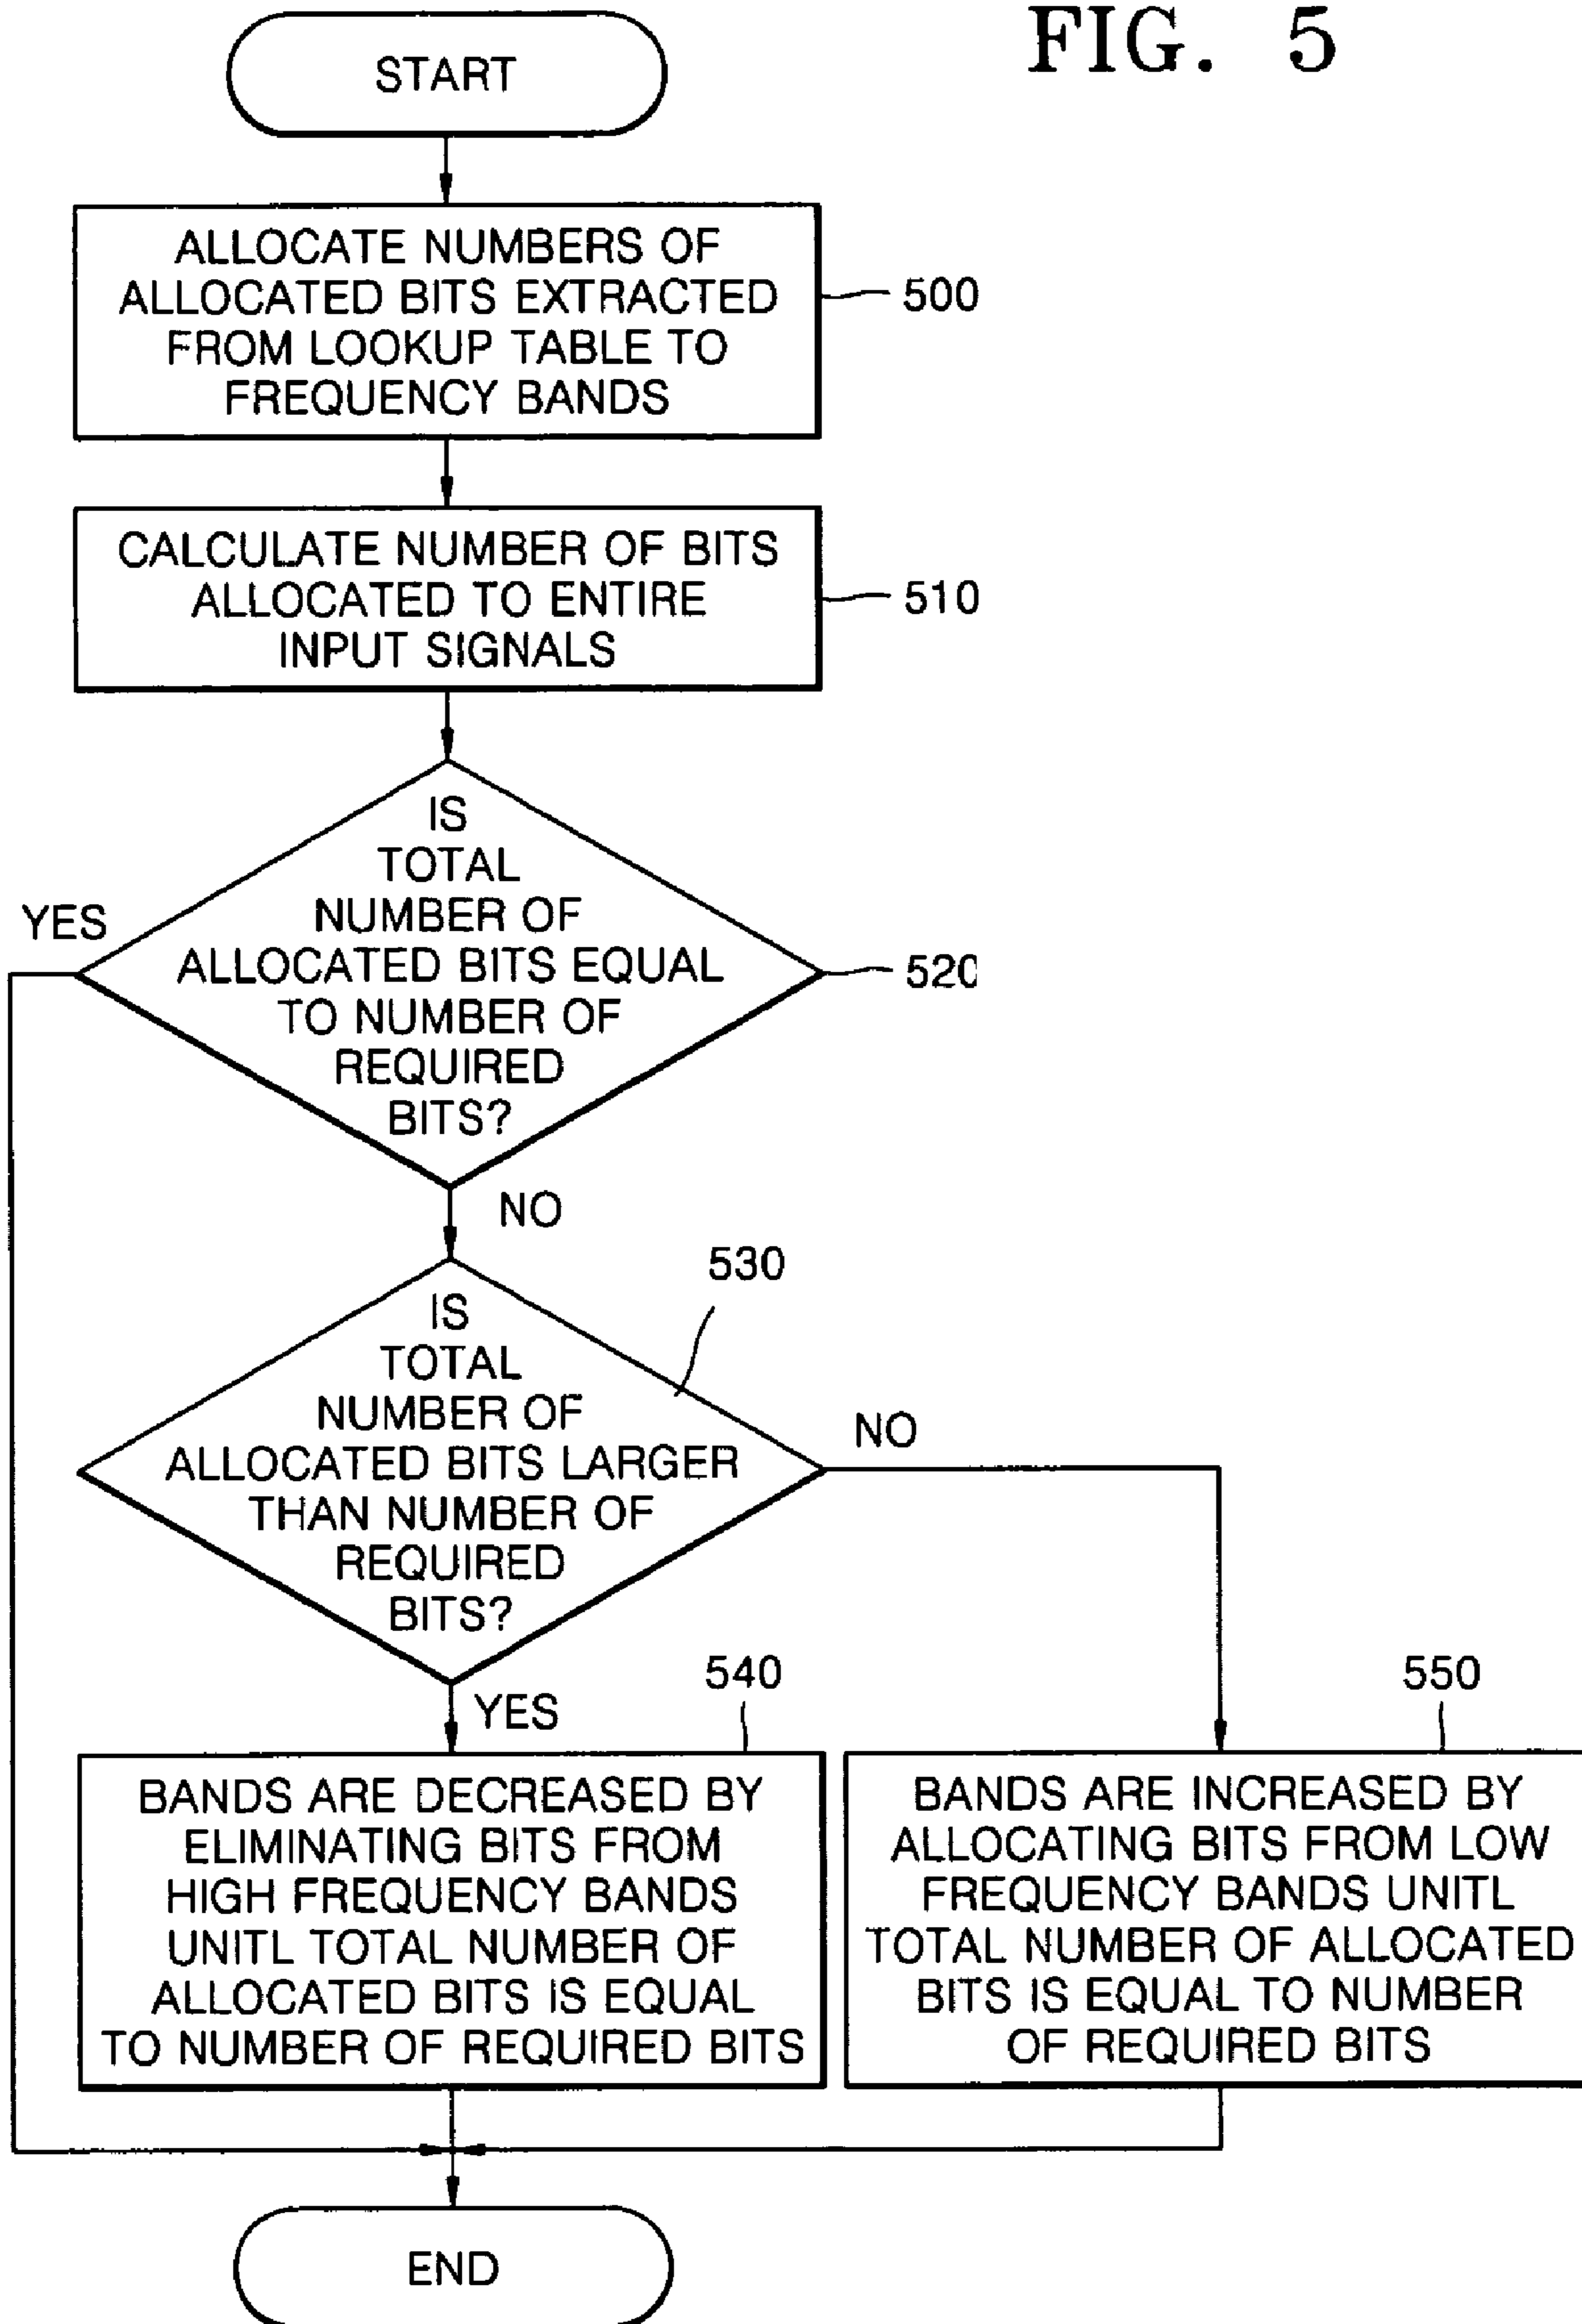 FIG. 5
START
ALLOCATE NUMBERS OF
ALLOCATED BITS EXTRACTED
FROM LOOKUP TABLE TO
FREQUENCY BANDS
500
CALCULATE NUMBER OF BITS
ALLOCATED TO ENTIRE
INPUT SIGNALS
510
IS
TOTAL
NUMBER OF
ALLOCATED BITS EQUAL
TO NUMBER OF
REQUIRED
BITS?
YES
520
NO
530
IS
TOTAL
NUMBER OF
ALLOCATED BITS LARGER
THAN NUMBER OF
REQUIRED
BITS?
NO
YES
540
BANDS ARE DECREASED BY
ELIMINATING BITS FROM
HIGH FREQUENCY BANDS
UNITL TOTAL NUMBER OF
ALLOCATED BITS IS EQUAL
TO NUMBER OF REQUIRED BITS
550
BANDS ARE INCREASED BY
ALLOCATING BITS FROM LOW
FREQUENCY BANDS UNITL
TOTAL NUMBER OF ALLOCATED
BITS IS EQUAL TO NUMBER
OF REQUIRED BITS
END